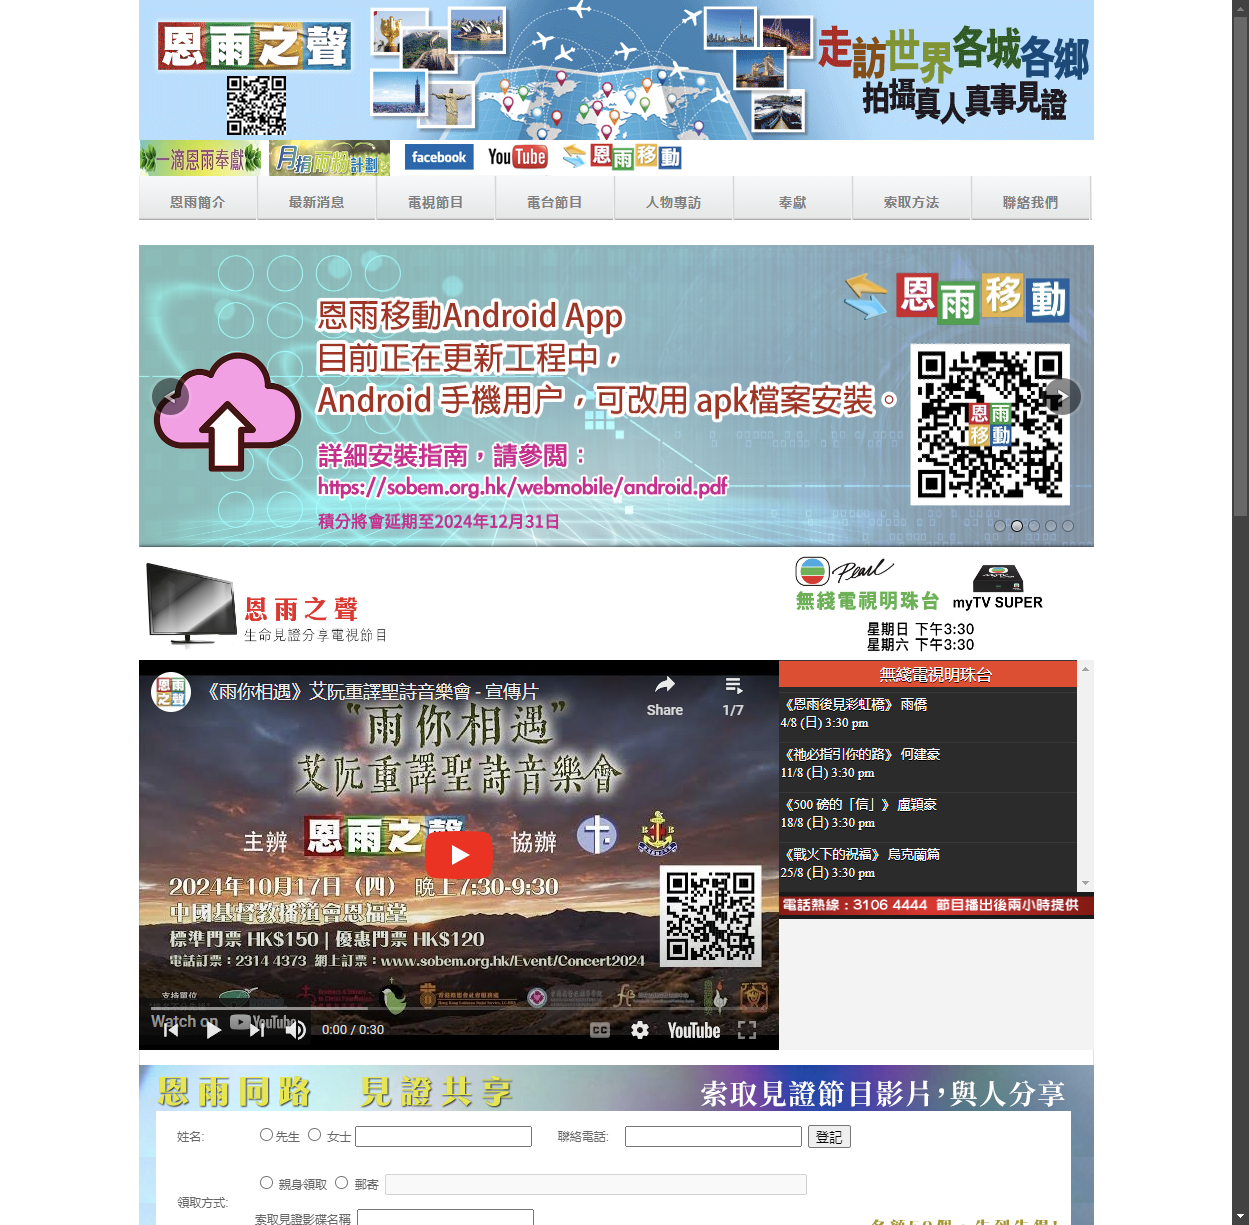 恩雨之聲
走訪世界各城各鄉
拍攝真人真事見證
一滴恩雨奉獻
月捐雨粉計劃
facebook
YouTube
恩雨移動
恩雨簡介
最新消息
電視節目
電台節目
人物專訪
奉獻
索取方法
聯絡我們
恩雨移動
恩雨移動Android App
目前正在更新工程中，
Android 手機用户，可改用 apk檔案安裝。
詳細安裝指南，請參閱：
https://sobem.org.hk/webmobile/android.pdf
積分將會延期至2024年12月31日
恩雨移動
<
>
恩雨之聲
生命見證分享電視節目
Pearl
無綫電視明珠台
myTV SUPER
星期日 下午3:30
星期六 下午3:30
《雨你相遇》艾阮重譯聖詩音樂會 - 宣傳片
Share
1/7
“雨你相遇”
艾阮重譯聖詩音樂會
主辦 恩雨之聲 協辦
2024年10月17日（四） 晚上7:30-9:30
中國基督教播道會恩福堂
標準門票 HK$150 | 優惠門票 HK$120
電話訂票：2314 4373 網上訂票：www.sobem.org.hk/Event/Concert2024
支持單位
Watch on YouTube
0:00 / 0:30
CC
YouTube
無綫電視明珠台
《恩雨後見彩虹橋》 雨僑
4/8 (日) 3:30 pm
《祂必指引你的路》 何建豪
11/8 (日) 3:30 pm
《500 磅的「信」》 盧穎豪
18/8 (日) 3:30 pm
《戰火下的祝福》 烏克蘭篇
25/8 (日) 3:30 pm
電話熱線：3106 4444 節目播出後兩小時提供
恩雨同路 見證共享
索取見證節目影片,與人分享
姓名:
先生
女士
聯絡電話:
登記
領取方式:
親身領取
郵寄
索取見證影碟名稱